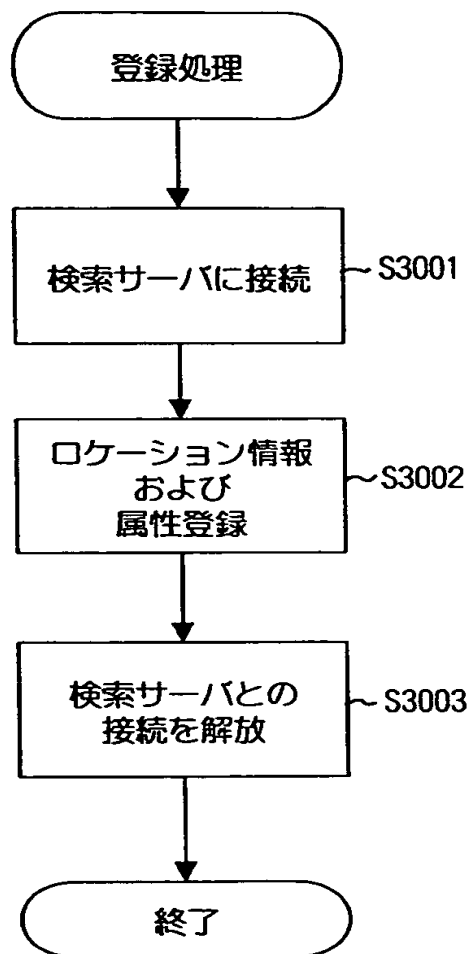 登録処理
検索サーバに接続
S3001
ロケーション情報
および
属性登録
S3002
検索サーバとの
接続を解放
S3003
終了